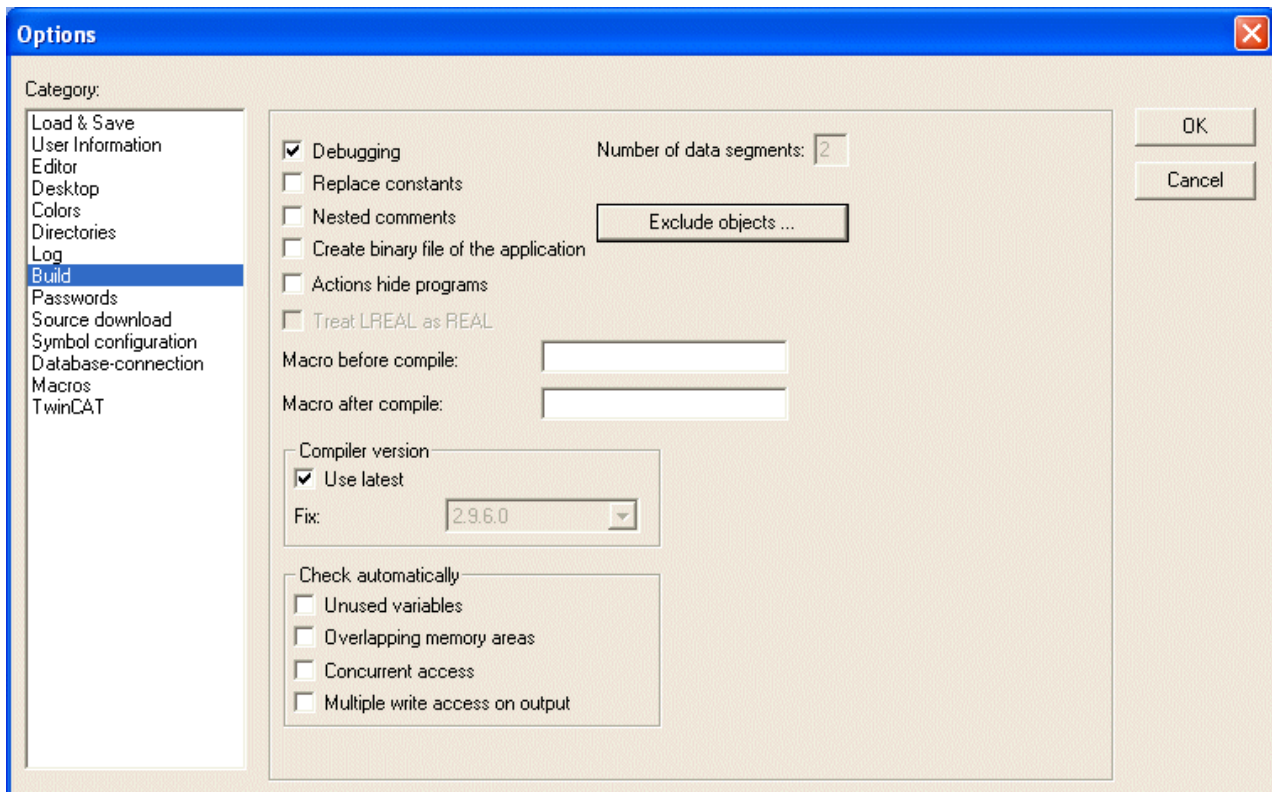 Options
Category:
Load & Save
User Information
Editor
Desktop
Colors
Directories
Log
Build
Passwords
Source download
Symbol configuration
Database-connection
Macros
TwinCAT
Debugging
Number of data segments: 2
Replace constants
Nested comments
Exclude objects ...
Create binary file of the application
Actions hide programs
Treat LREAL as REAL
Macro before compile:
Macro after compile:
Compiler version
Use latest
Fix: 2.9.6.0
Check automatically
Unused variables
Overlapping memory areas
Concurrent access
Multiple write access on output
OK
Cancel